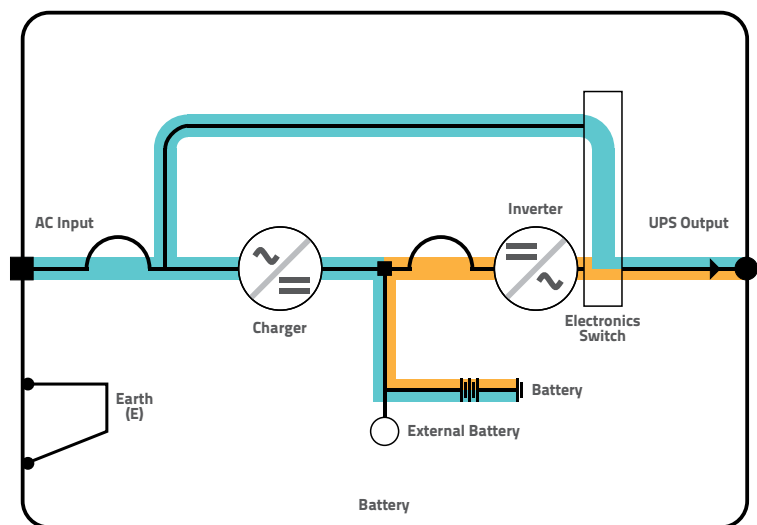 Inverter
AC Input
UPS Output
Charger
Electronics
Switch
Battery
Earth
(E)
External Battery
Battery